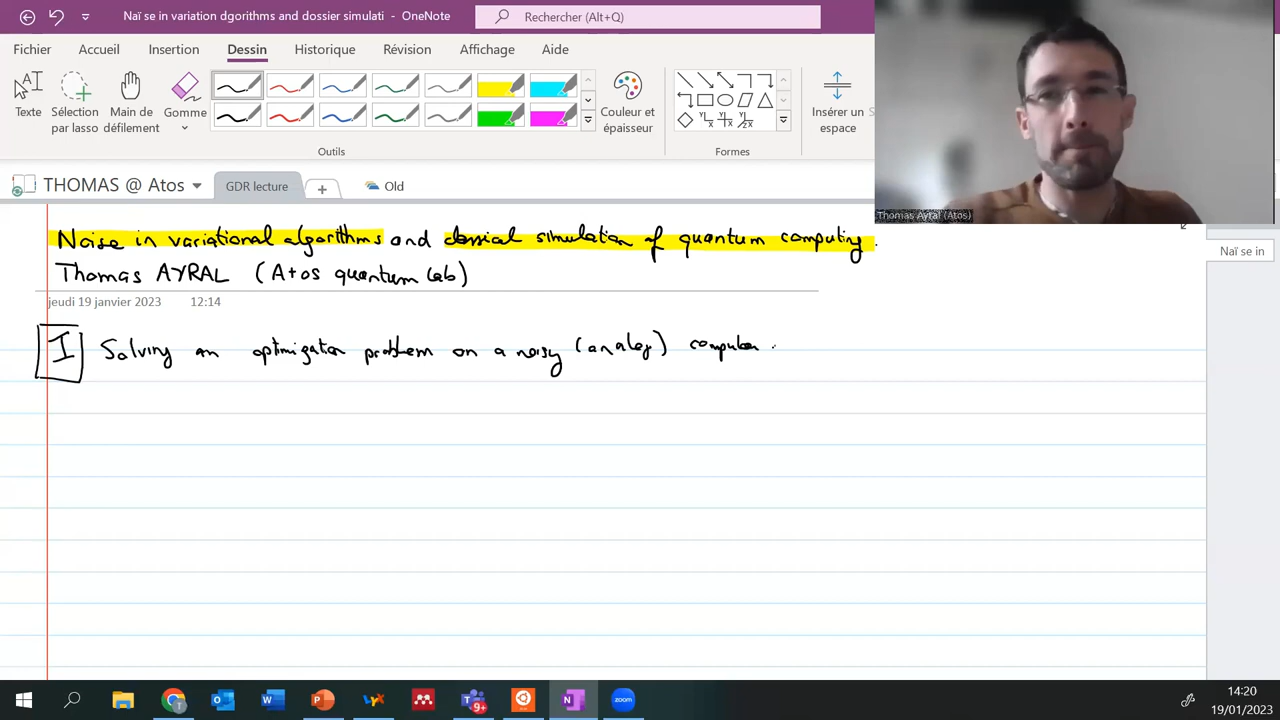 Naï se in variation dgorithms and dossier simulati - OneNote
Rechercher (Alt+Q)
Fichier Accueil Insertion Dessin Historique Révision Affichage Aide
Texte
Sélection par lasso
Main de défilement
Gomme
Couleur et épaisseur
Insérer un espace
Outils
Formes
THOMAS @ Atos
GDR lecture
Old
Thomas Ayral (Atos)
Naï se in
Noise in variational algorithms and classical simulation of quantum computing.
Thomas AYRAL (Atos quantum lab)
jeudi 19 janvier 2023 12:14
I Solving an optimization problem on a noisy (analog) computer
14:20
19/01/2023